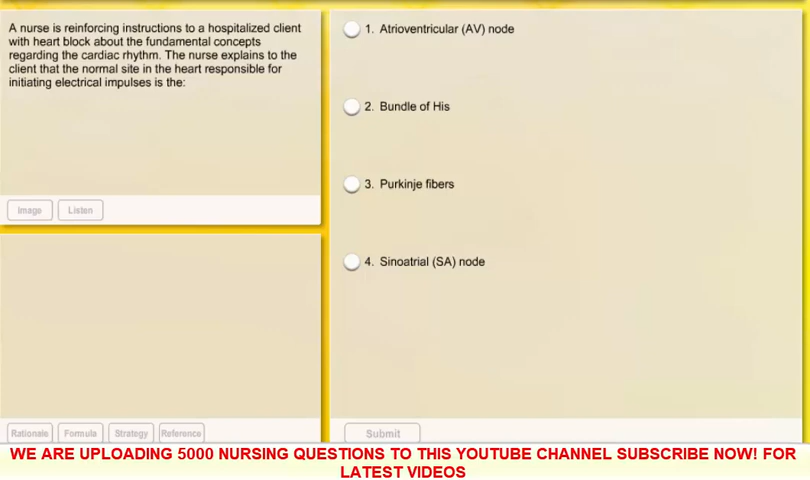 A nurse is reinforcing instructions to a hospitalized client
with heart block about the fundamental concepts
regarding the cardiac rhythm. The nurse explains to the
client that the normal site in the heart responsible for
initiating electrical impulses is the:
Image
Listen
1. Atrioventricular (AV) node
2. Bundle of His
3. Purkinje fibers
4. Sinoatrial (SA) node
Rationale
Formula
Strategy
Reference
Submit
WE ARE UPLOADING 5000 NURSING QUESTIONS TO THIS YOUTUBE CHANNEL SUBSCRIBE NOW! FOR
LATEST VIDEOS